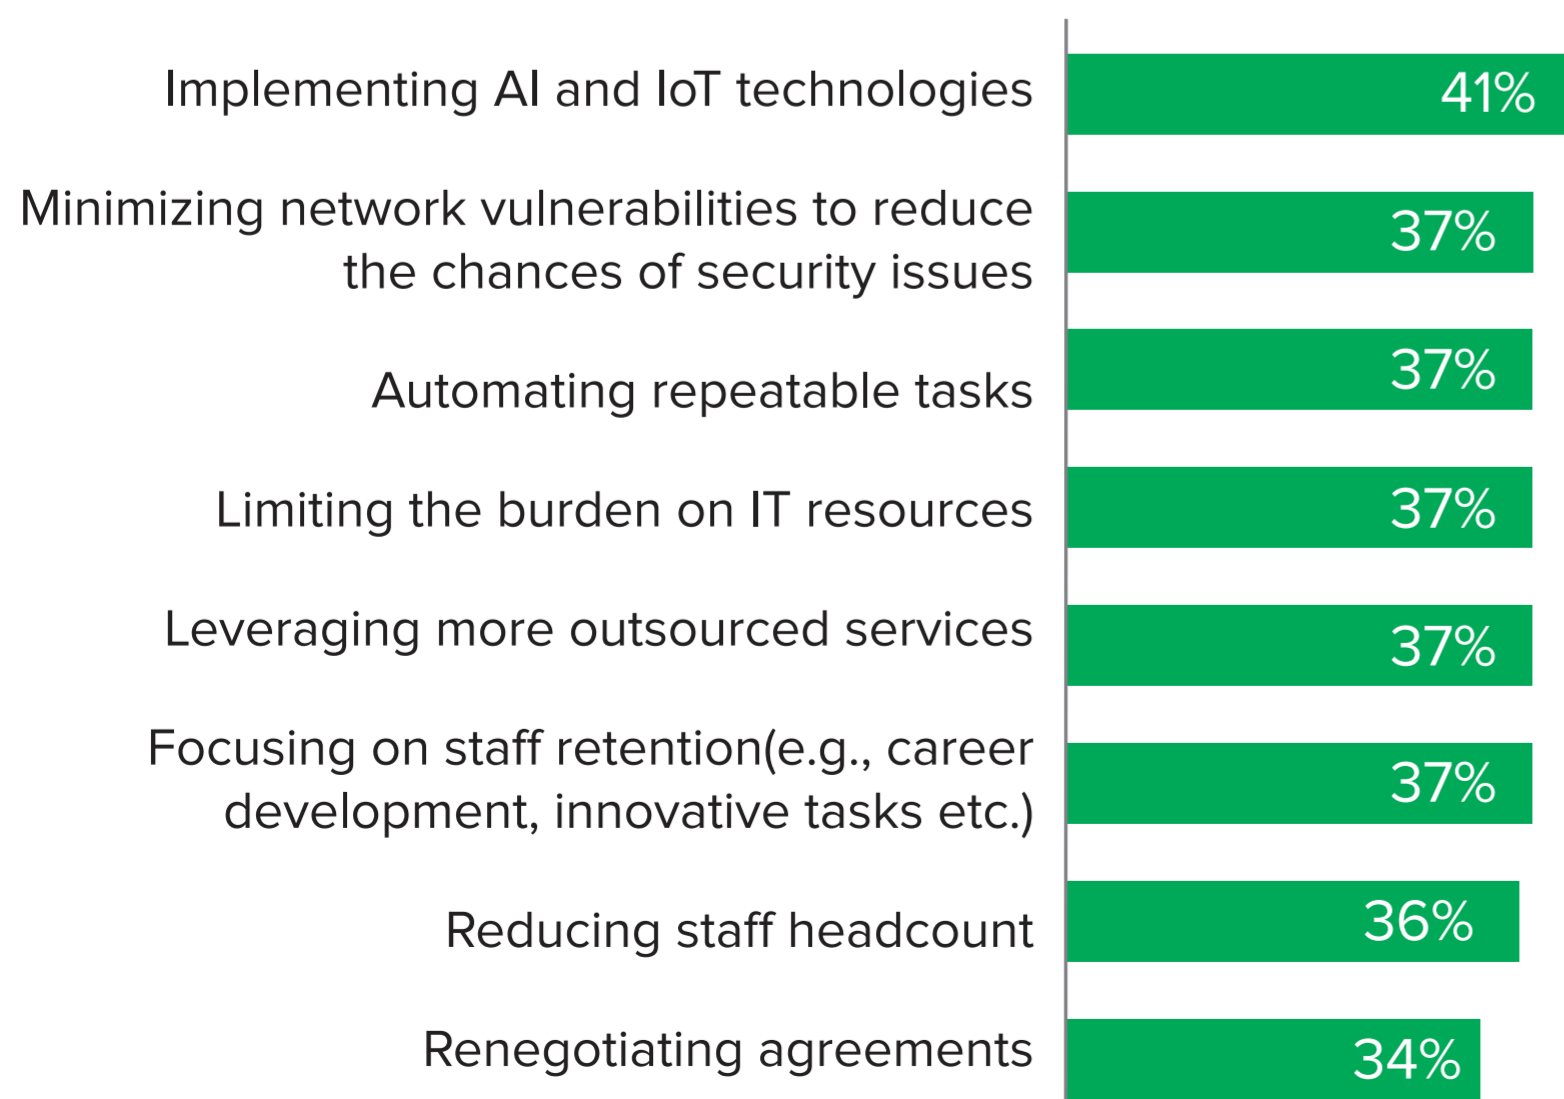 Implementing AI and IoT technologies
41%
Minimizing network vulnerabilities to reduce
the chances of security issues
37%
Automating repeatable tasks
37%
Limiting the burden on IT resources
37%
Leveraging more outsourced services
37%
Focusing on staff retention(e.g., career
development, innovative tasks etc.)
37%
Reducing staff headcount
36%
Renegotiating agreements
34%